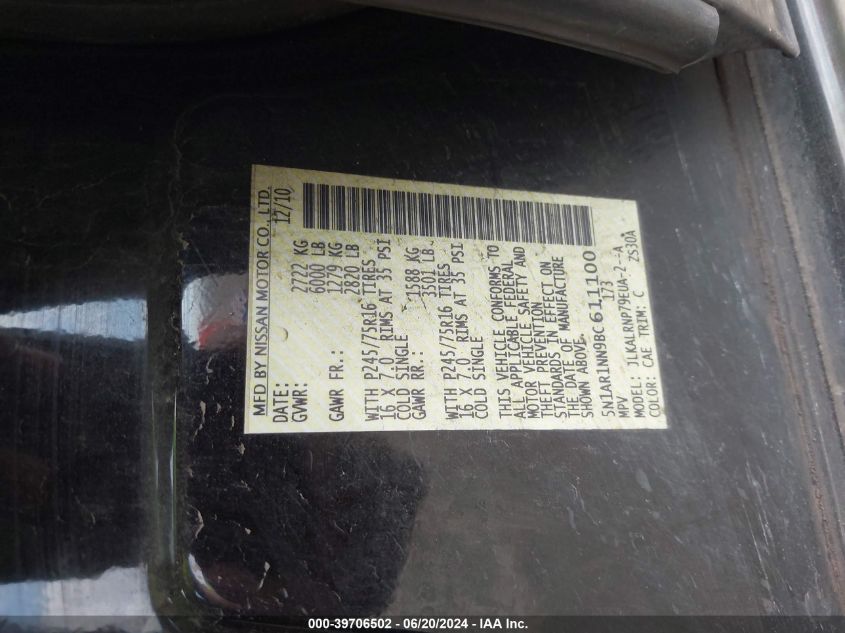 MFD BY NISSAN MOTOR CO., LTD.
DATE: 12/10
GVWR: 2722 KG
6000 LB
GAWR FR.: 1279 KG
2820 LB
WITH P245/75R16 TIRES
16 X 7.0 RIMS AT 35 PSI
COLD SINGLE
GAWR RR.: 1588 KG
3501 LB
WITH P245/75R16 TIRES
16 X 7.0 RIMS AT 35 PSI
COLD SINGLE
THIS VEHICLE CONFORMS TO
ALL APPLICABLE FEDERAL
MOTOR VEHICLE SAFETY AND
THEFT PREVENTION
STANDARDS IN EFFECT ON
THE DATE OF MANUFACTURE
SHOWN ABOVE.
5N1AR1NN0BC611100
MPV 173
MODEL: JLKALRNP79EUA-2--A
COLOR: CAE TRIM: C 2S30A
000-39706502 - 06/20/2024 - IAA Inc.